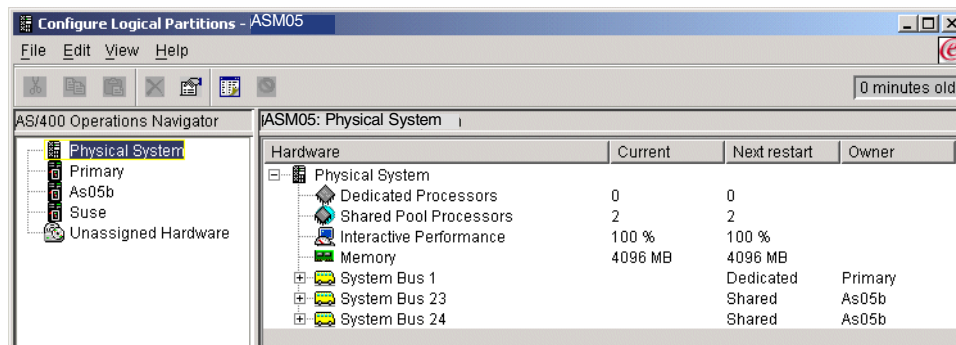 Configure Logical Partitions - ASM05
File Edit View Help
0 minutes old
AS/400 Operations Navigator
ASM05: Physical System
Physical System
Primary
As05b
Suse
Unassigned Hardware
Hardware Current Next restart Owner
Physical System
Dedicated Processors 0 0
Shared Pool Processors 2 2
Interactive Performance 100 % 100 %
Memory 4096 MB 4096 MB
System Bus 1 Dedicated Primary
System Bus 23 Shared As05b
System Bus 24 Shared As05b